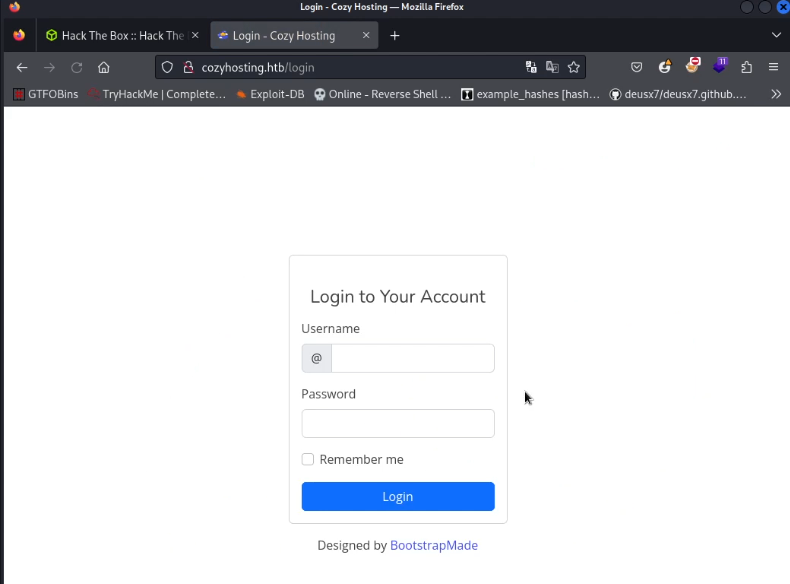 Login - Cozy Hosting — Mozilla Firefox
Hack The Box :: Hack The
Login - Cozy Hosting
cozyhosting.htb/login
11
GTFOBins
TryHackMe | Complete…
Exploit-DB
Online - Reverse Shell …
example_hashes [hash…
deusx7/deusx7.github.…
Login to Your Account
Username
@
Password
Remember me
Login
Designed by BootstrapMade